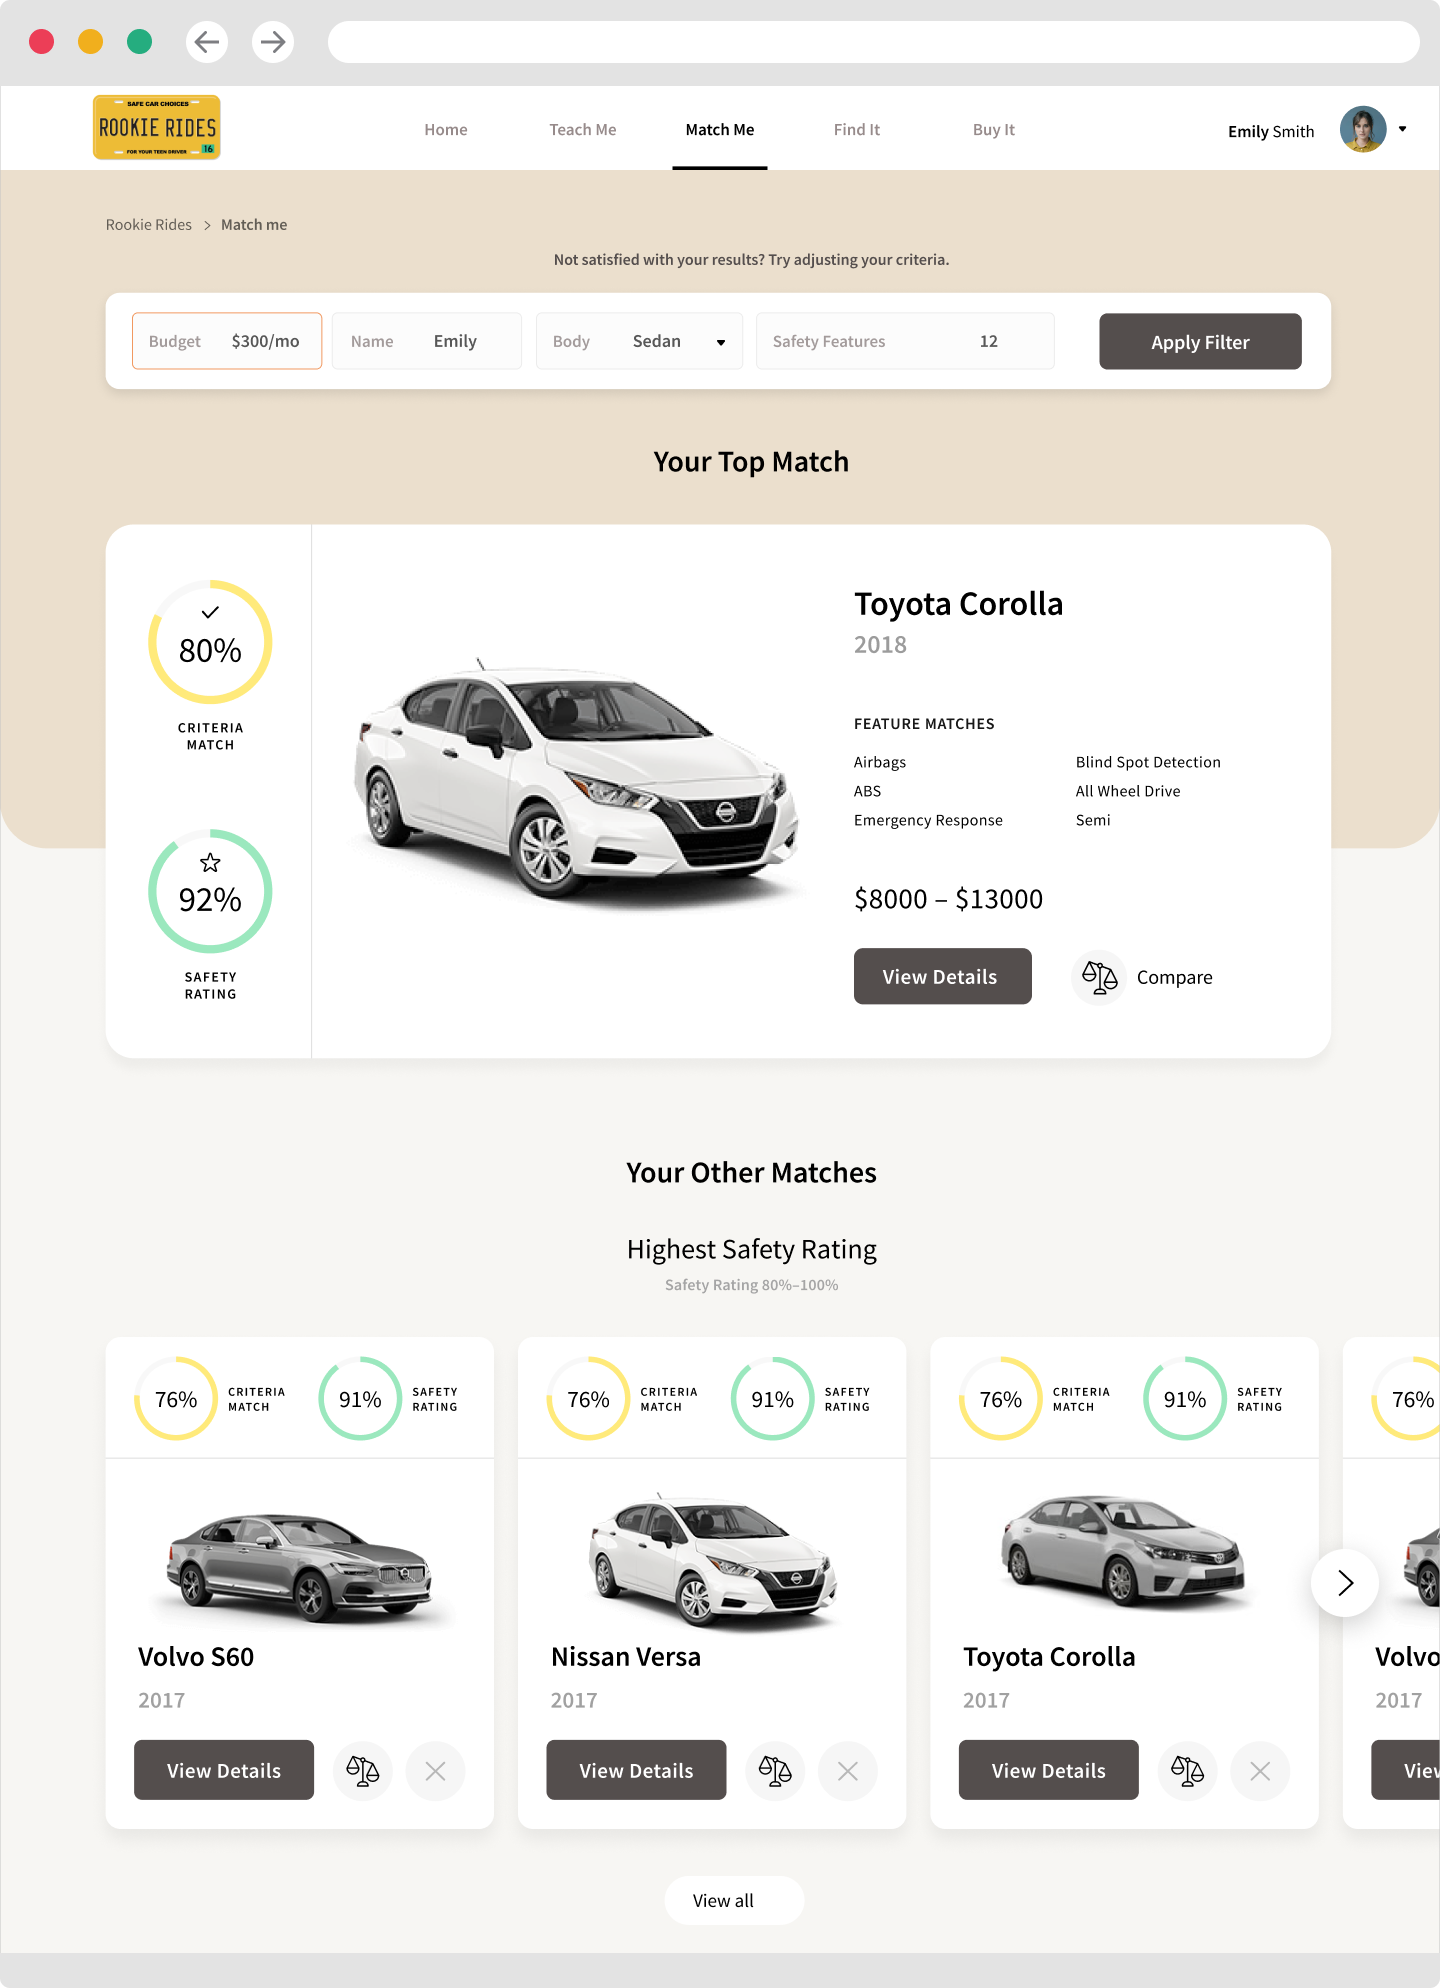 SAFE CAR CHOICES
ROOKIE RIDES
FOR YOUR TEEN DRIVER
16
Home
Teach Me
Match Me
Find It
Buy It
Emily Smith
Rookie Rides > Match me
Not satisfied with your results? Try adjusting your criteria.
Budget $300/mo
Name Emily
Body Sedan
Safety Features 12
Apply Filter
Your Top Match
80%
CRITERIA
MATCH
92%
SAFETY
RATING
Toyota Corolla
2018
FEATURE MATCHES
Airbags
Blind Spot Detection
ABS
All Wheel Drive
Emergency Response
Semi
$8000 – $13000
View Details
Compare
Your Other Matches
Highest Safety Rating
Safety Rating 80%–100%
76%
CRITERIA
MATCH
91%
SAFETY
RATING
Volvo S60
2017
View Details
76%
CRITERIA
MATCH
91%
SAFETY
RATING
Nissan Versa
2017
View Details
76%
CRITERIA
MATCH
91%
SAFETY
RATING
Toyota Corolla
2017
View Details
76%
Volvo
2017
View
View all